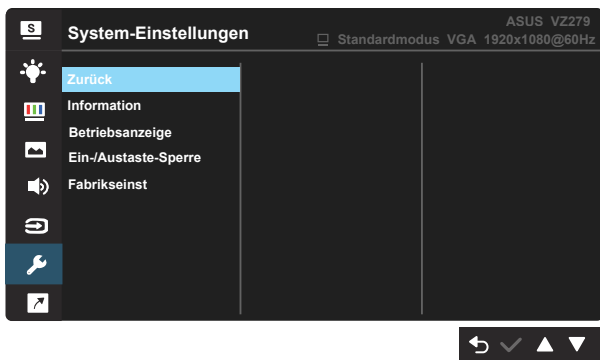 S
System-Einstellungen
ASUS VZ279
Standardmodus VGA 1920x1080@60Hz
Zurück
Information
Betriebsanzeige
Ein-/Austaste-Sperre
Fabrikseinst